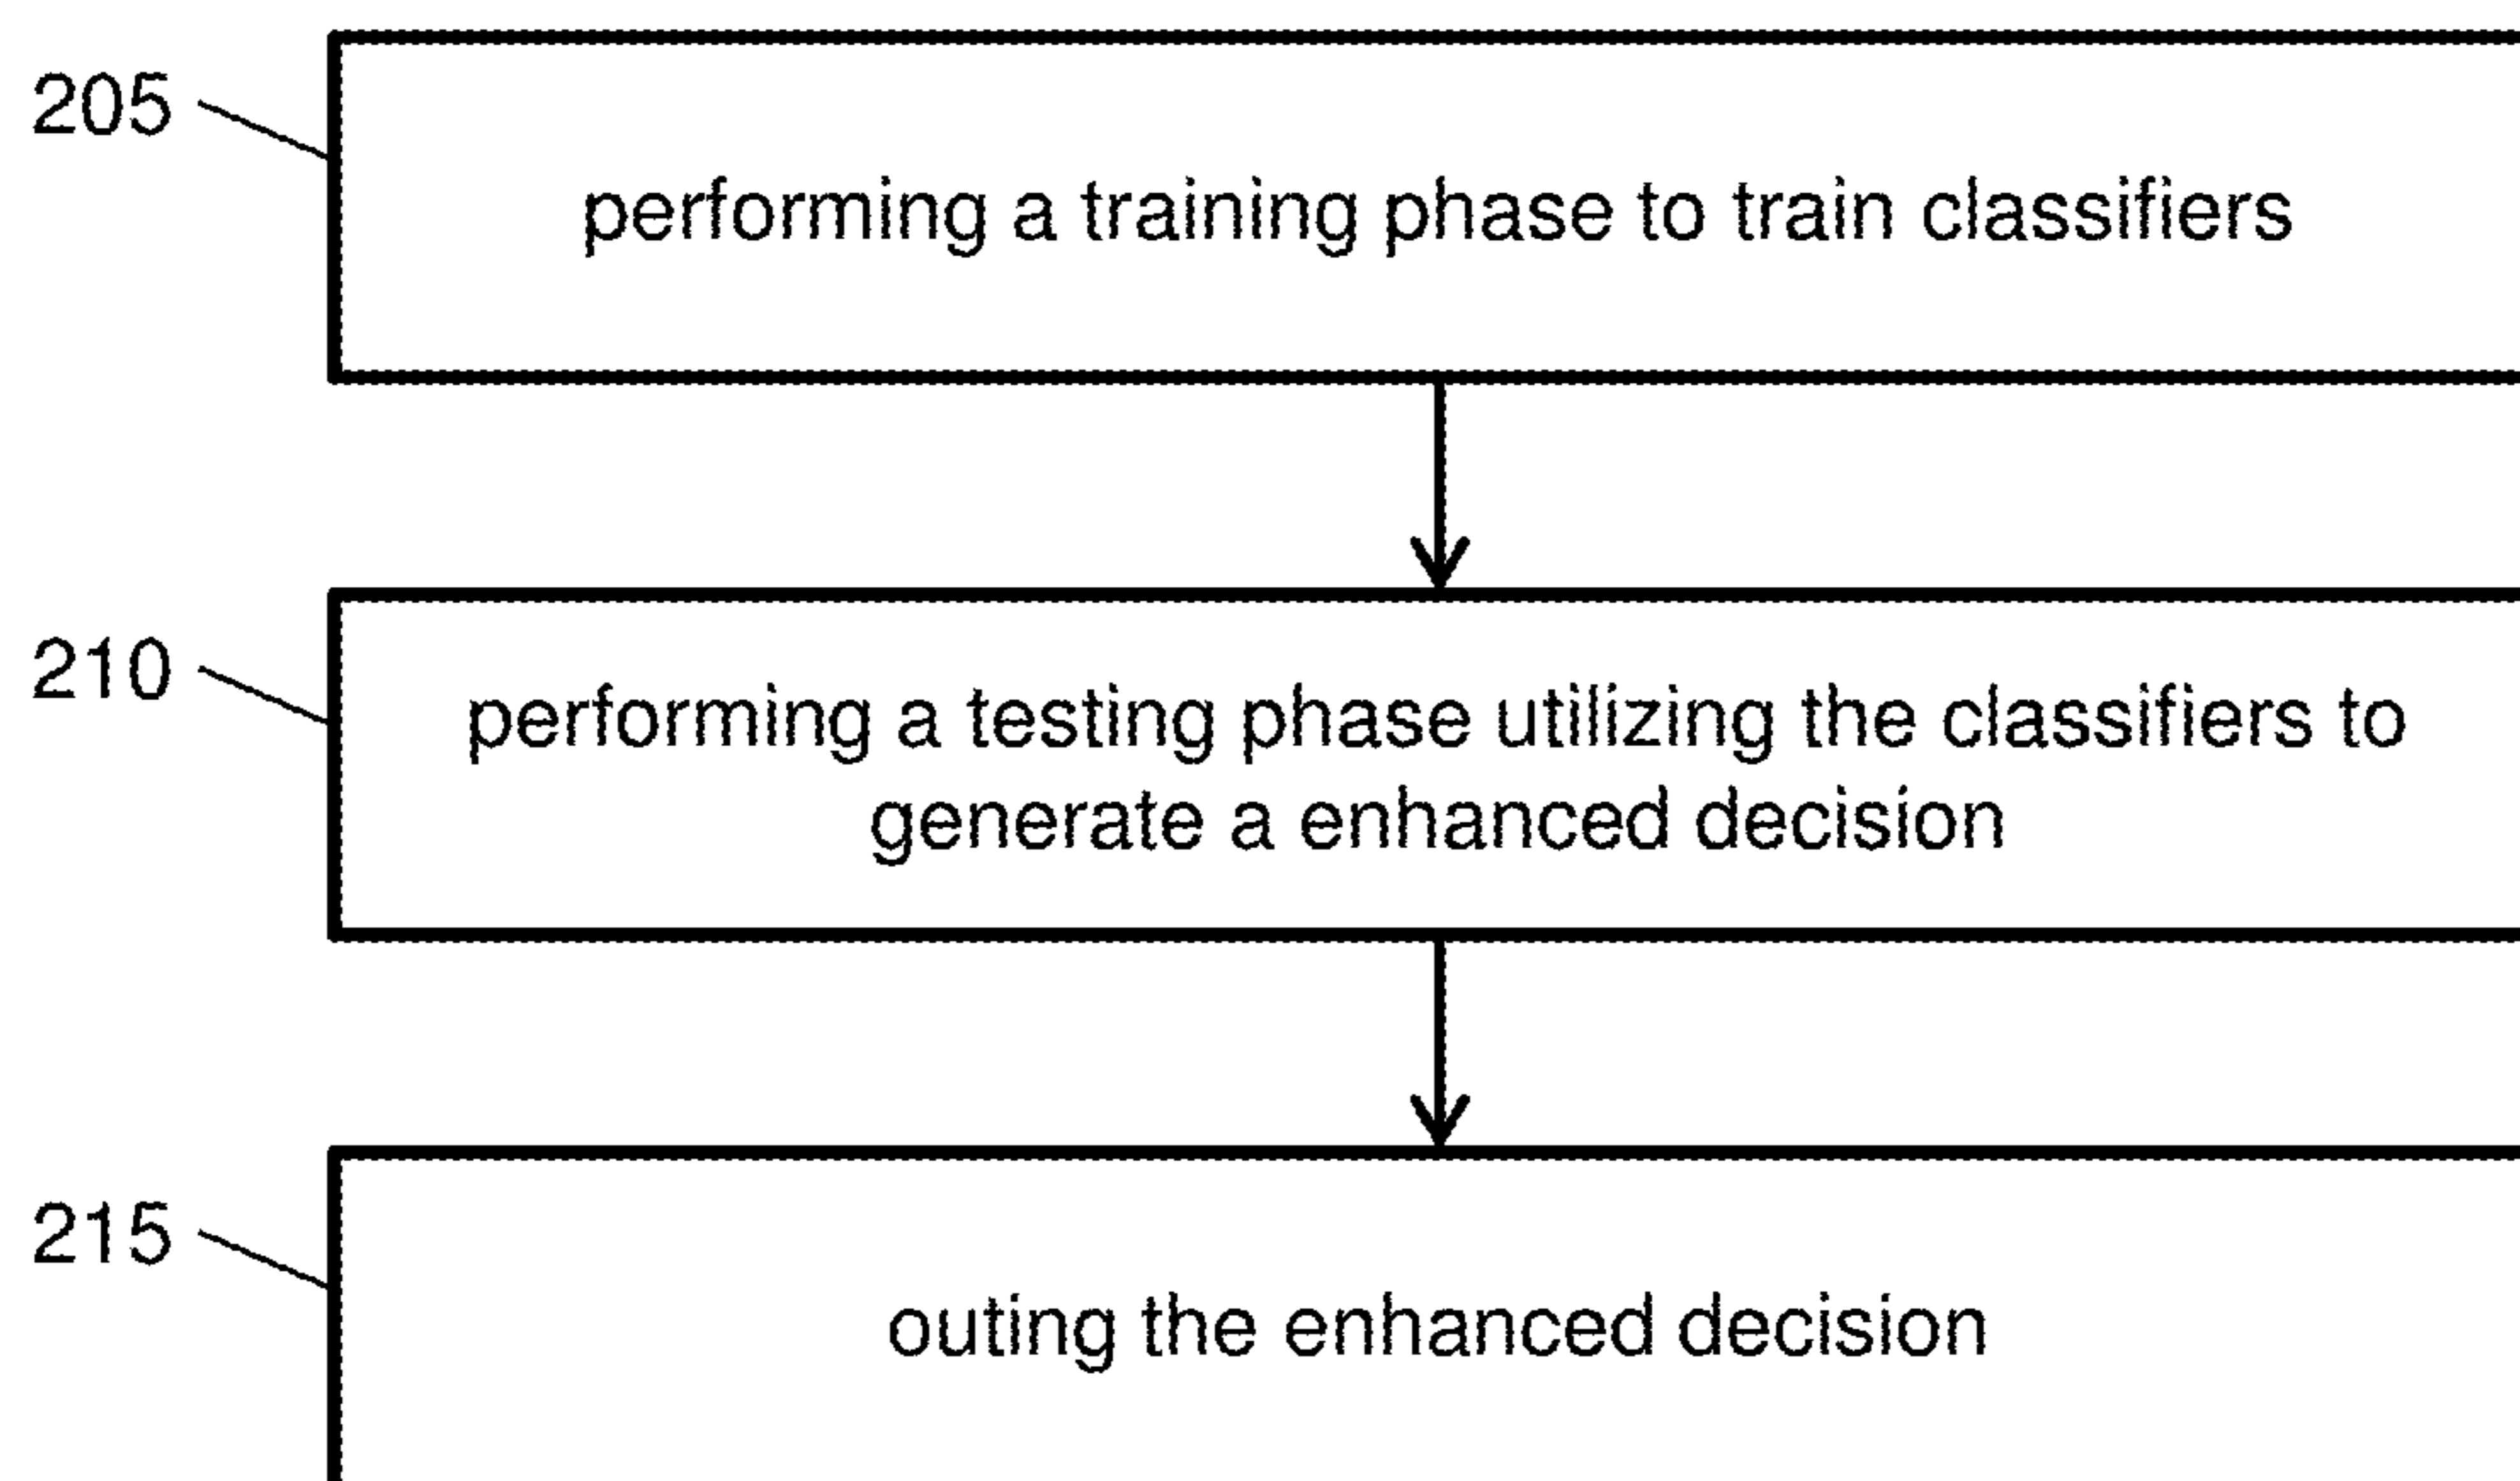 205
performing a training phase to train classifiers
210
performing a testing phase utilizing the classifiers to
generate a enhanced decision
215
outing the enhanced decision